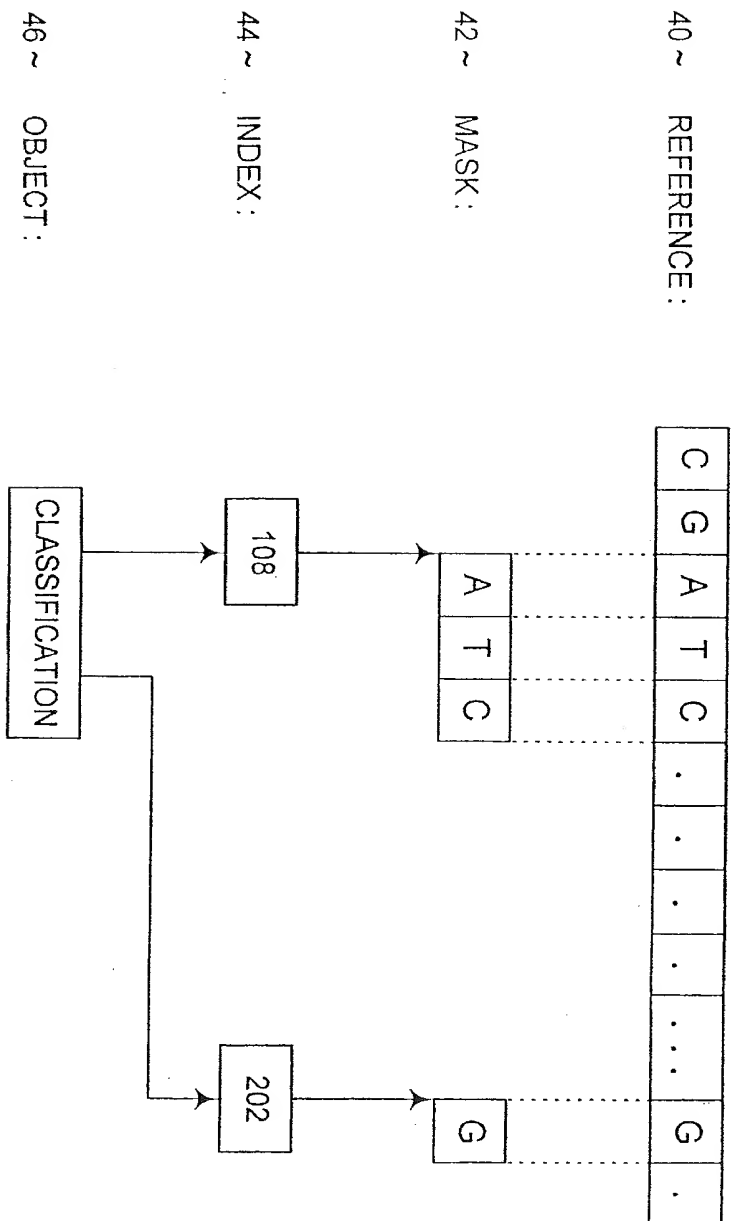 40~ REFERENCE: C G A T C . . . . ... G .
42~ MASK: A T C G
44~ INDEX: 108 202
46~ OBJECT: CLASSIFICATION